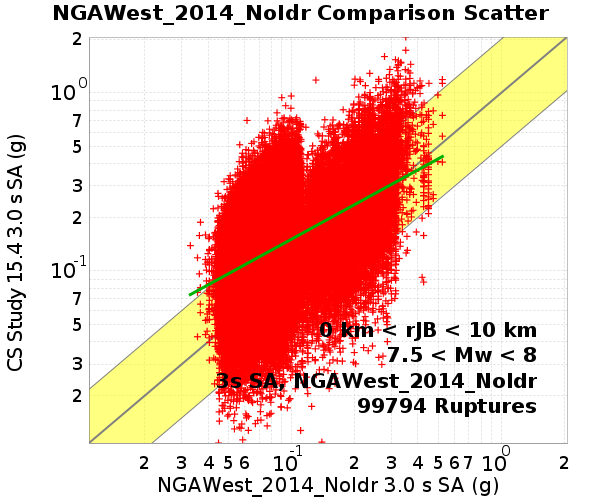 NGAWest_2014_NoIdr Comparison Scatter
CS Study 15.4 3.0 s SA (g)
2
10^0
7
5
3
2
10^-1
7
5
3
2
0 km < rJB < 10 km
7.5 < Mw < 8
3s SA, NGAWest_2014_NoIdr
99794 Ruptures
2 3 4 5 6 10^-1 2 3 4 5 6 7 10^0 2
NGAWest_2014_NoIdr 3.0 s SA (g)